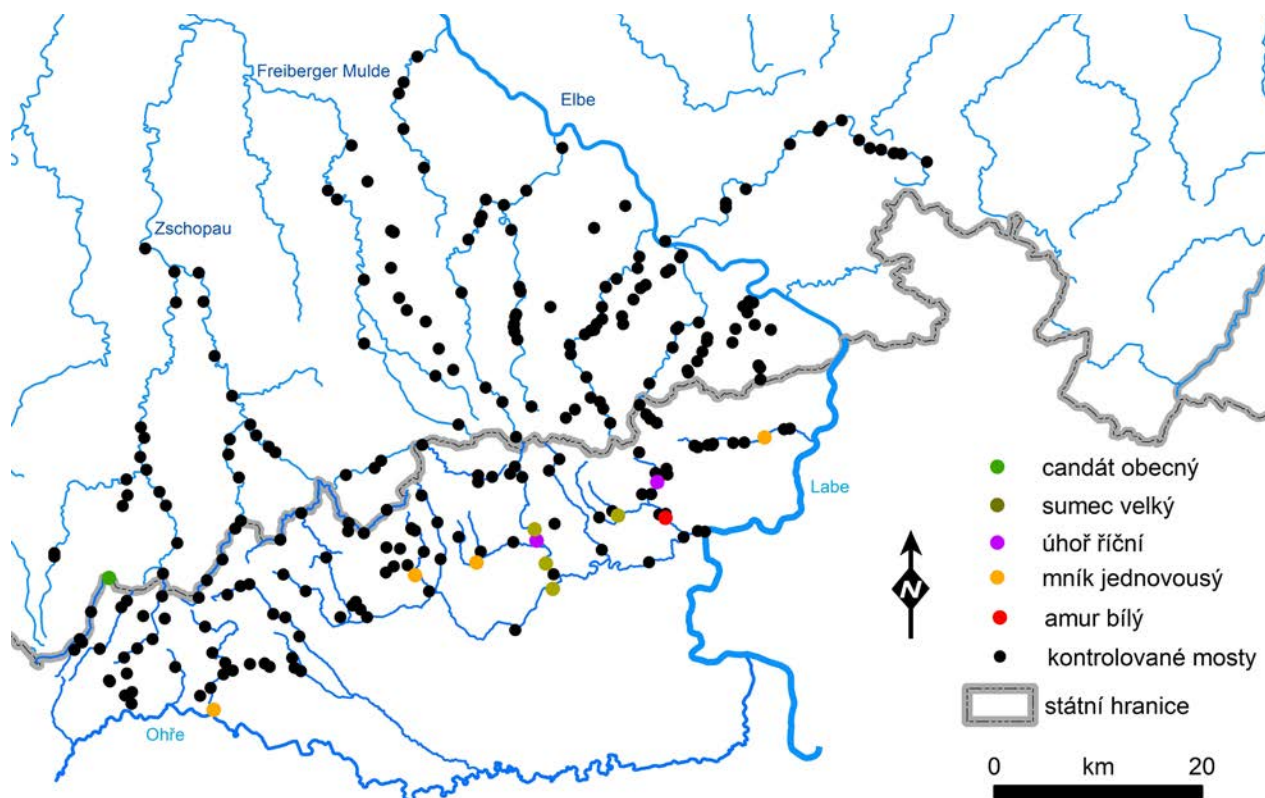 Freiberger Mulde
Elbe
Zschopau
Labe
Ohře
candát obecný
sumec velký
úhoř říční
mník jednovousý
amur bílý
kontrolované mosty
státní hranice
N
km
0 20